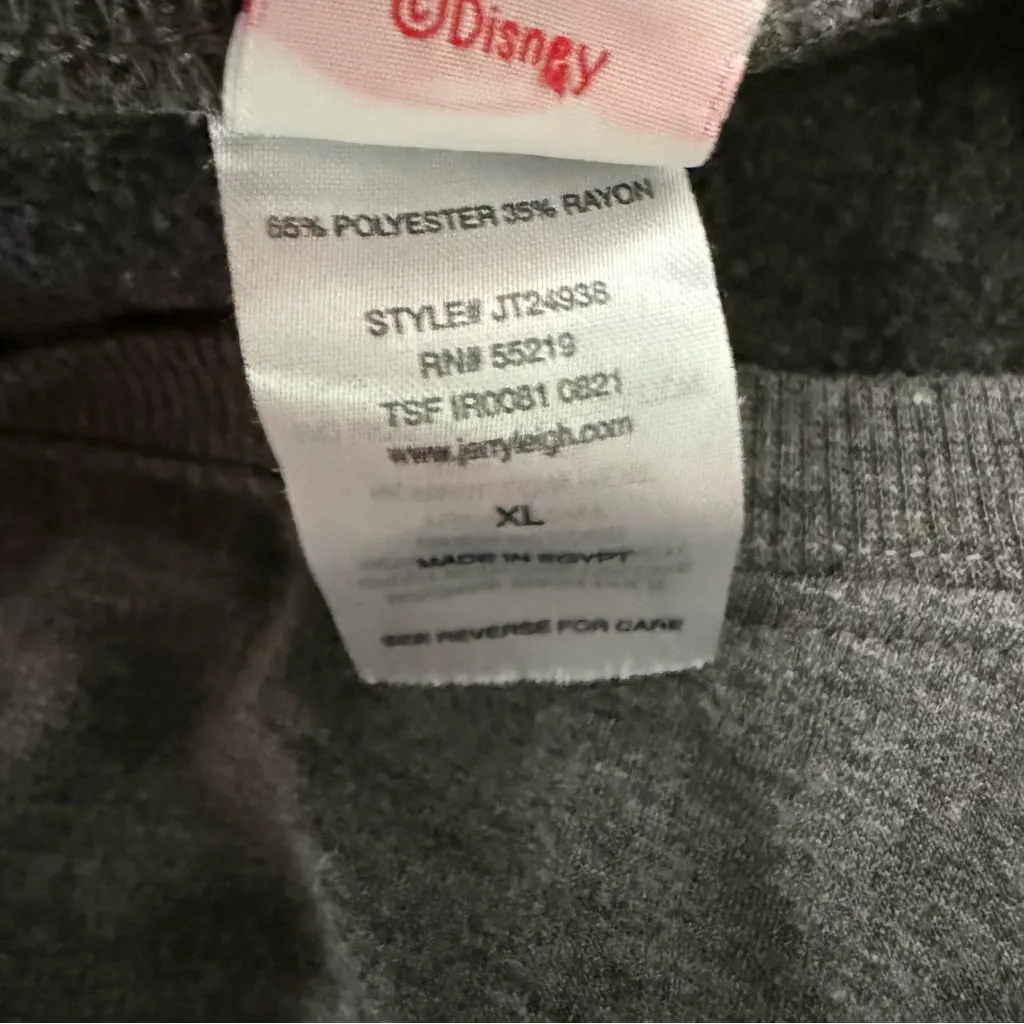 ©Disney
65% POLYESTER 35% RAYON
STYLE# JT24938
RN# 55219
TSF IR0081 0821
www.jerryleigh.com
XL
MADE IN EGYPT
SEE REVERSE FOR CARE